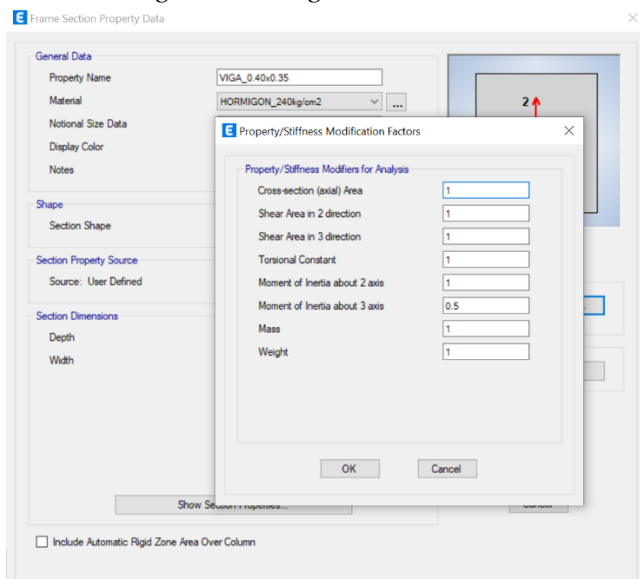 E Frame Section Property Data
General Data
Property Name VIGA_0.40x0.35
Material HORMIGON_240kg/cm2 ...
Notional Size Data
Display Color
Notes
Shape
Section Shape
Section Property Source
Source: User Defined
Section Dimensions
Depth
Width
Show Section Properties...
Include Automatic Rigid Zone Area Over Column
2
E Property/Stiffness Modification Factors
Property/Stiffness Modifiers for Analysis
Cross-section (axial) Area 1
Shear Area in 2 direction 1
Shear Area in 3 direction 1
Torsional Constant 1
Moment of Inertia about 2 axis 1
Moment of Inertia about 3 axis 0.5
Mass 1
Weight 1
OK Cancel